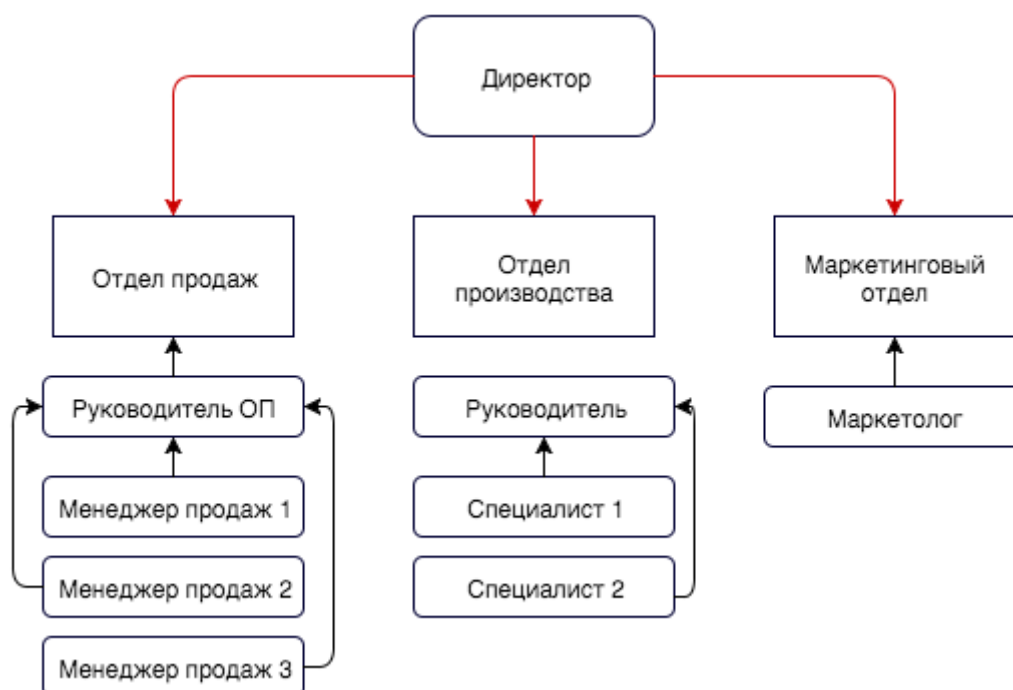 Директор
Отдел продаж
Отдел
производства
Маркетинговый
отдел
Руководитель ОП
Руководитель
Маркетолог
Менеджер продаж 1
Специалист 1
Менеджер продаж 2
Специалист 2
Менеджер продаж 3